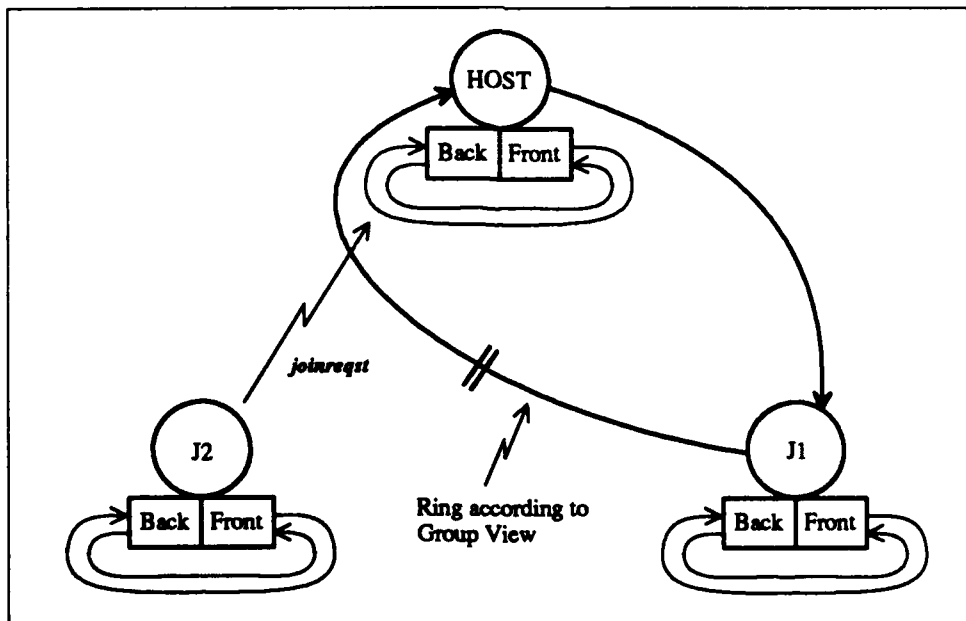 HOST
Back Front
joinreqst
J2
J1
Back Front
Ring according to
Group View
Back Front